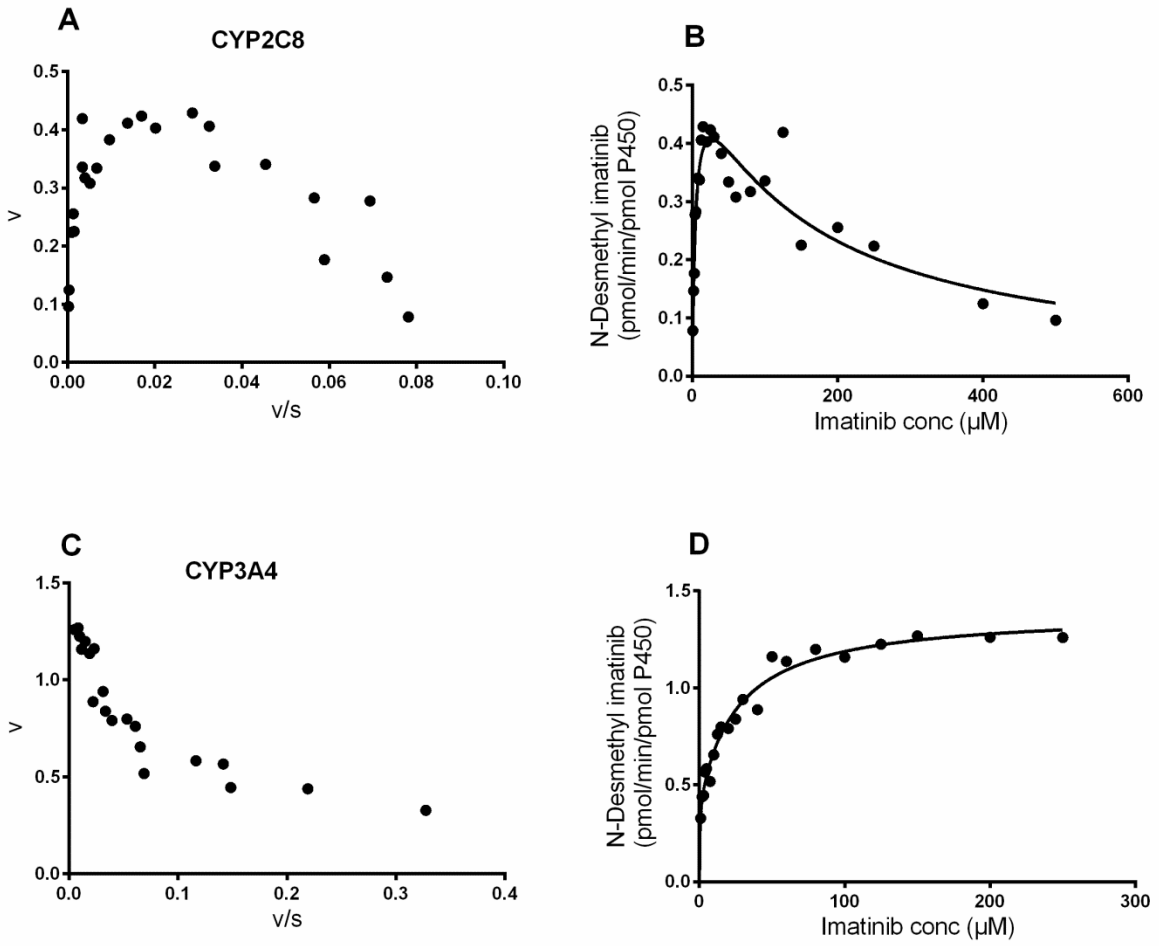 A
CYP2C8
0.5
0.4
0.3
0.2
0.1
0.0
v
0.00
0.02
0.04
0.06
0.08
0.10
v/s
B
0.5
0.4
0.3
0.2
0.1
0.0
N-Desmethyl imatinib
(pmol/min/pmol P450)
0
200
400
600
Imatinib conc (µM)
C
CYP3A4
1.5
1.0
0.5
0.0
v
0.0
0.1
0.2
0.3
0.4
v/s
D
1.5
1.0
0.5
0.0
N-Desmethyl imatinib
(pmol/min/pmol P450)
0
100
200
300
Imatinib conc (µM)